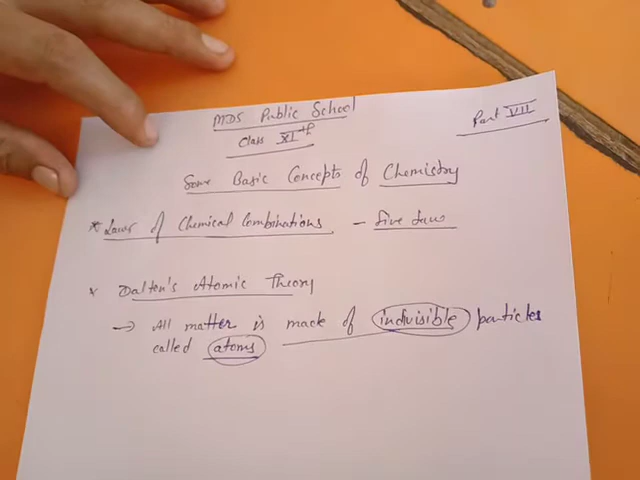 MDS Public School
Part VII
Class XIth
Some Basic Concepts of Chemistry
* Laws of Chemical Combinations - five laws
* Dalton's Atomic Theory
→ All matter is made of indivisible particles
called atoms